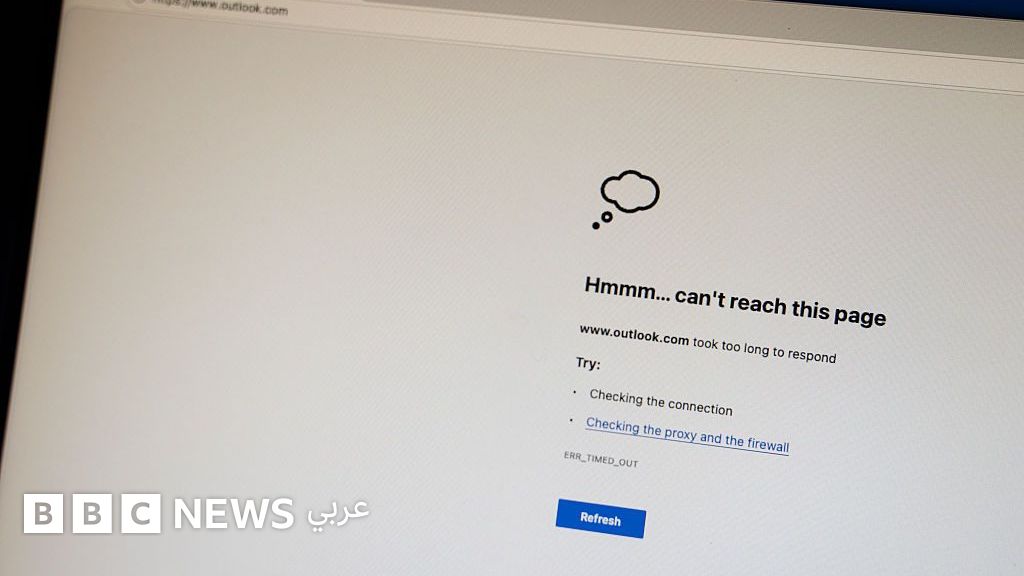 https://www.outlook.com
Hmmm... can't reach this page
www.outlook.com took too long to respond
Try:
• Checking the connection
• Checking the proxy and the firewall
ERR_TIMED_OUT
Refresh
BBC NEWS عربي